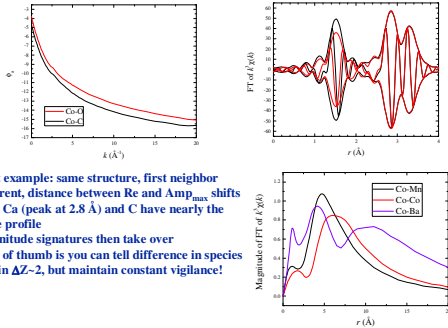 -3
-4
-5
-6
-7
-8
-9
-10
-11
-12
-13
-14
-15
-16
-17
Co-O
Co-C
0 5 10 15 20
k (Å⁻¹)
60
50
40
30
20
10
0
-10
-20
-30
-40
-50
-60
FT of k³χ(k)
0 1 2 3 4
r (Å)
example: same structure, first neighbor
distance between Re and Amp max shifts
Ca (peak at 2.8 Å) and C have nearly the
profile
signatures then take over
of thumb is you can tell difference in species
in ΔZ~2, but maintain constant vigilance!
1.2
1.0
0.8
0.6
0.4
0.2
0.0
Magnitude of FT of k³χ(k)
Co-Mn
Co-Co
Co-Ba
0 5 10 15 20
r (Å)